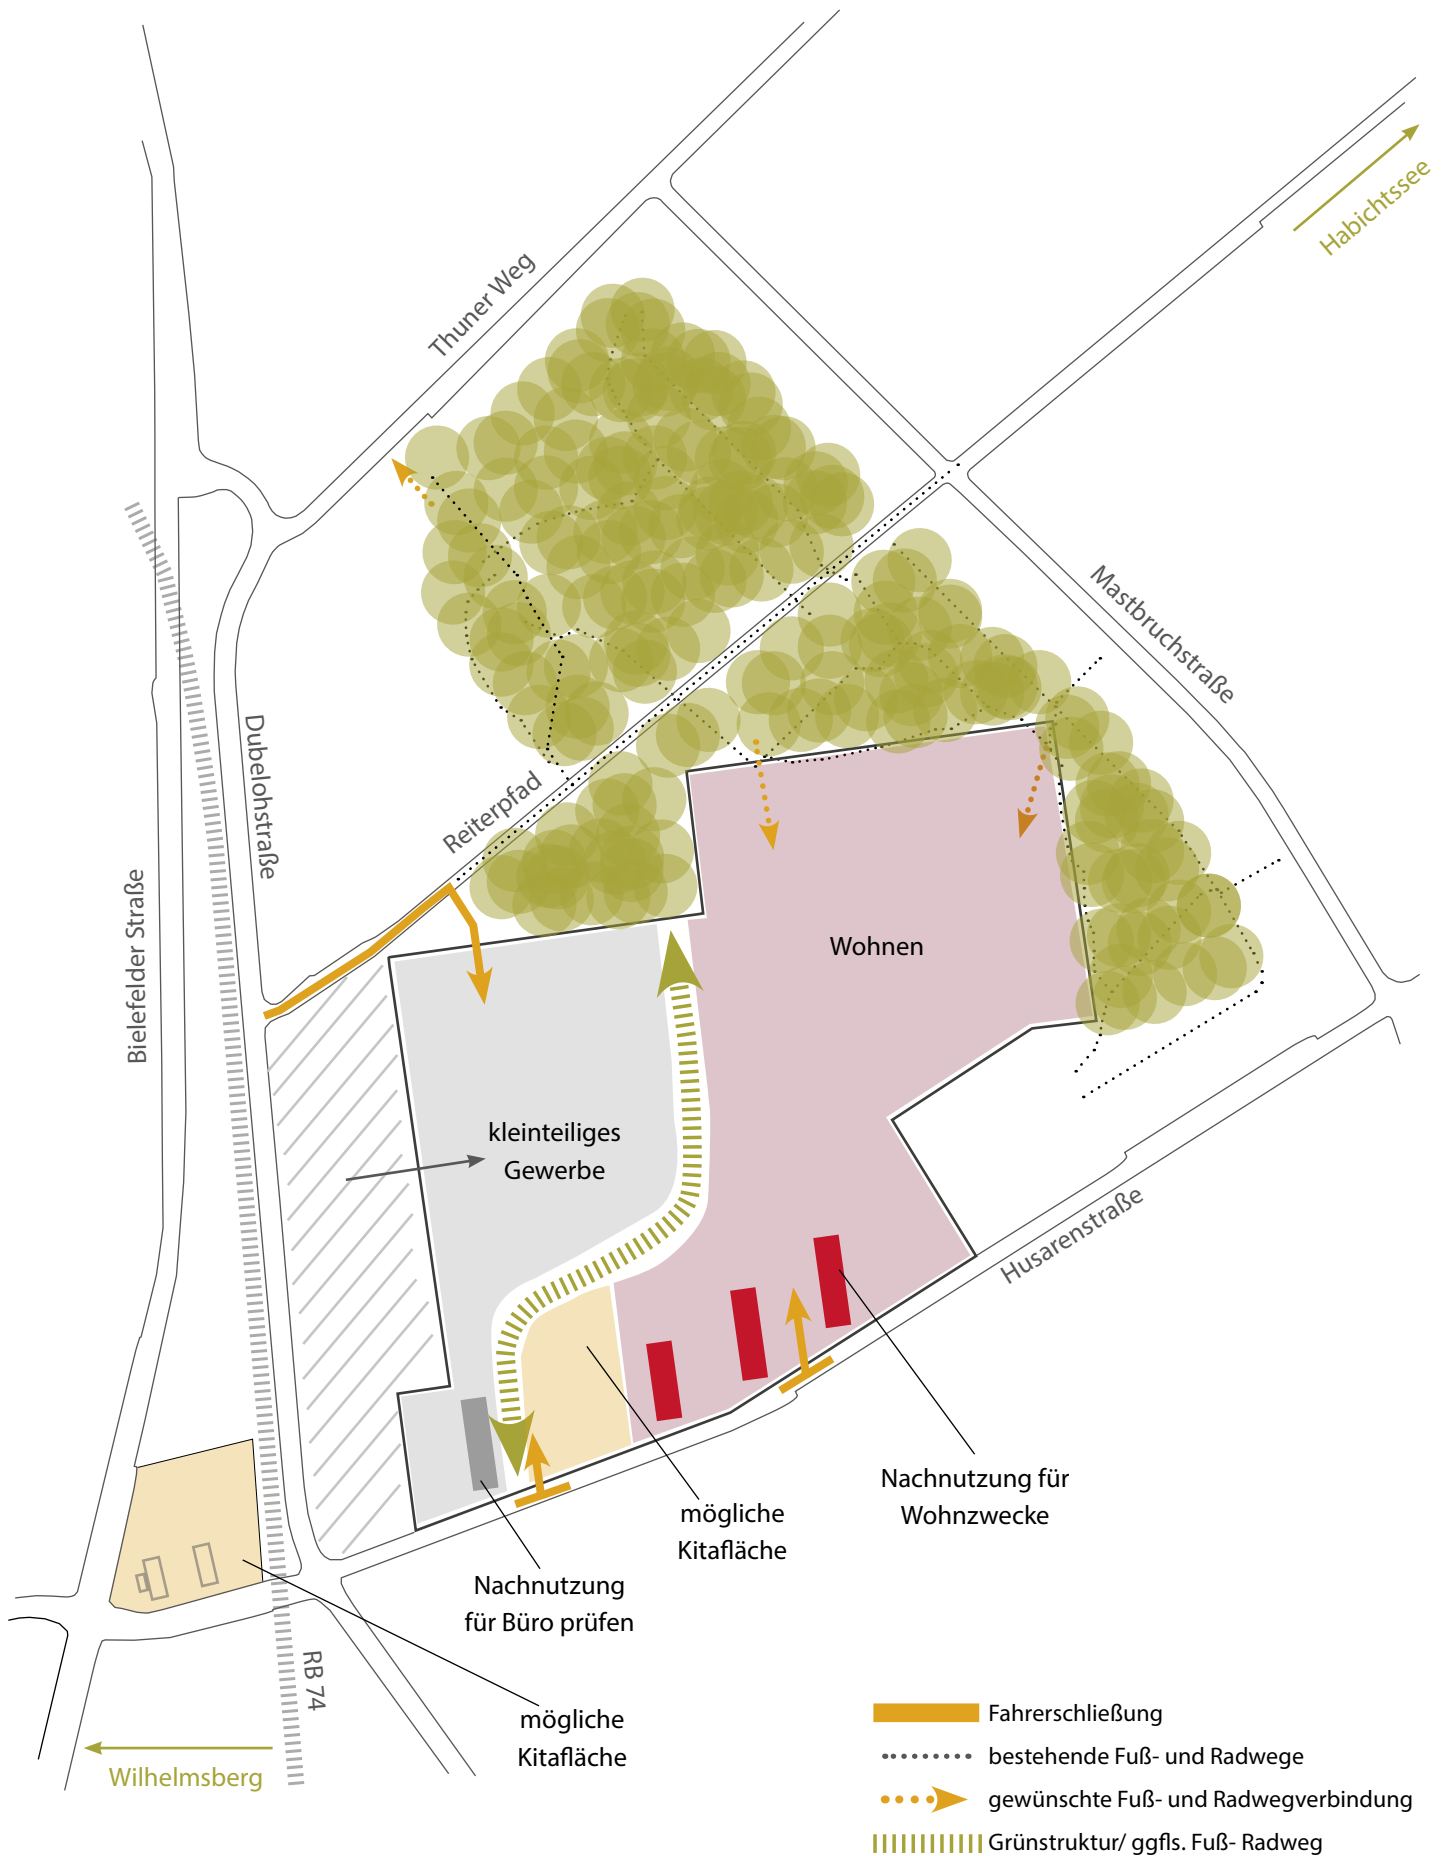 Habichtssee
Thuner Weg
Mastbruchstraße
Dubelohstraße
Reiterpfad
Bielefelder Straße
Wohnen
kleinteiliges
Gewerbe
Husarenstraße
Nachnutzung für
Wohnzwecke
mögliche
Kitafläche
Nachnutzung
für Büro prüfen
RB 74
mögliche
Kitafläche
Wilhelmsberg
Fahrerschließung
bestehende Fuß- und Radwege
gewünschte Fuß- und Radwegverbindung
Grünstruktur/ ggfls. Fuß- Radweg